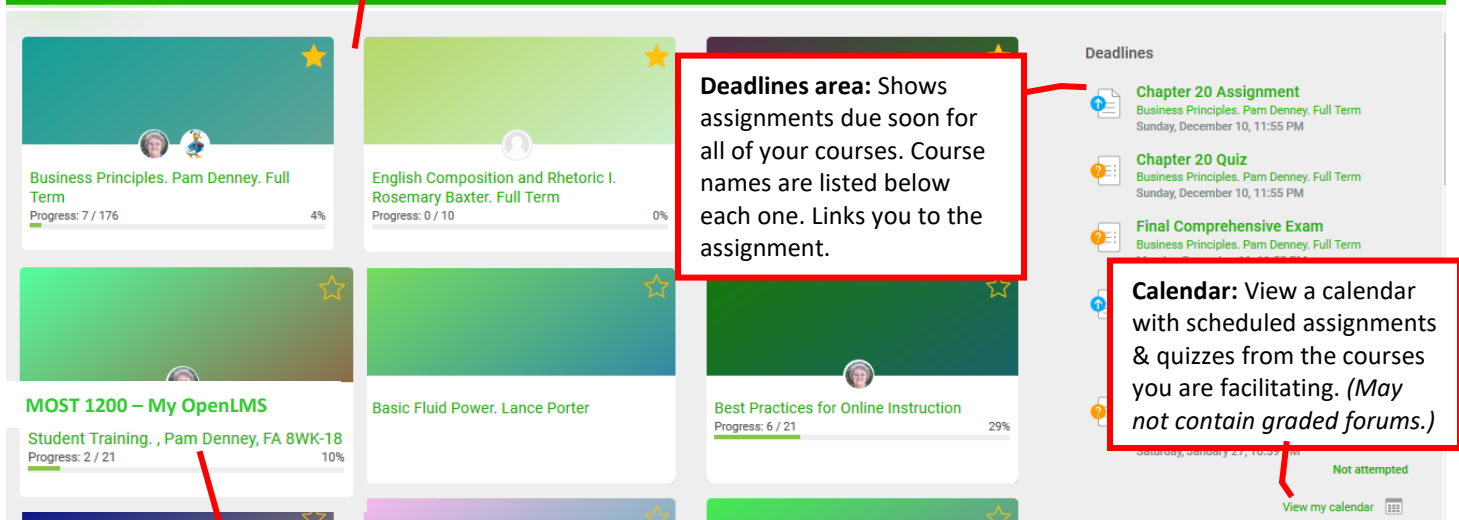 Business Principles. Pam Denney. Full
Term
Progress: 7 / 176 4%
English Composition and Rhetoric I.
Rosemary Baxter. Full Term
Progress: 0 / 10 0%
Deadlines area: Shows
assignments due soon for
all of your courses. Course
names are listed below
each one. Links you to the
assignment.
MOST 1200 – My OpenLMS
Student Training. , Pam Denney, FA 8WK-18
Progress: 2 / 21 10%
Basic Fluid Power. Lance Porter
Best Practices for Online Instruction
Progress: 6 / 21 29%
Deadlines
Chapter 20 Assignment
Business Principles. Pam Denney. Full Term
Sunday, December 10, 11:55 PM
Chapter 20 Quiz
Business Principles. Pam Denney. Full Term
Sunday, December 10, 11:55 PM
Final Comprehensive Exam
Business Principles. Pam Denney. Full Term
Calendar: View a calendar
with scheduled assignments
& quizzes from the courses
you are facilitating. (May
not contain graded forums.)
Saturday, January 27, 10:59 PM
Not attempted
View my calendar